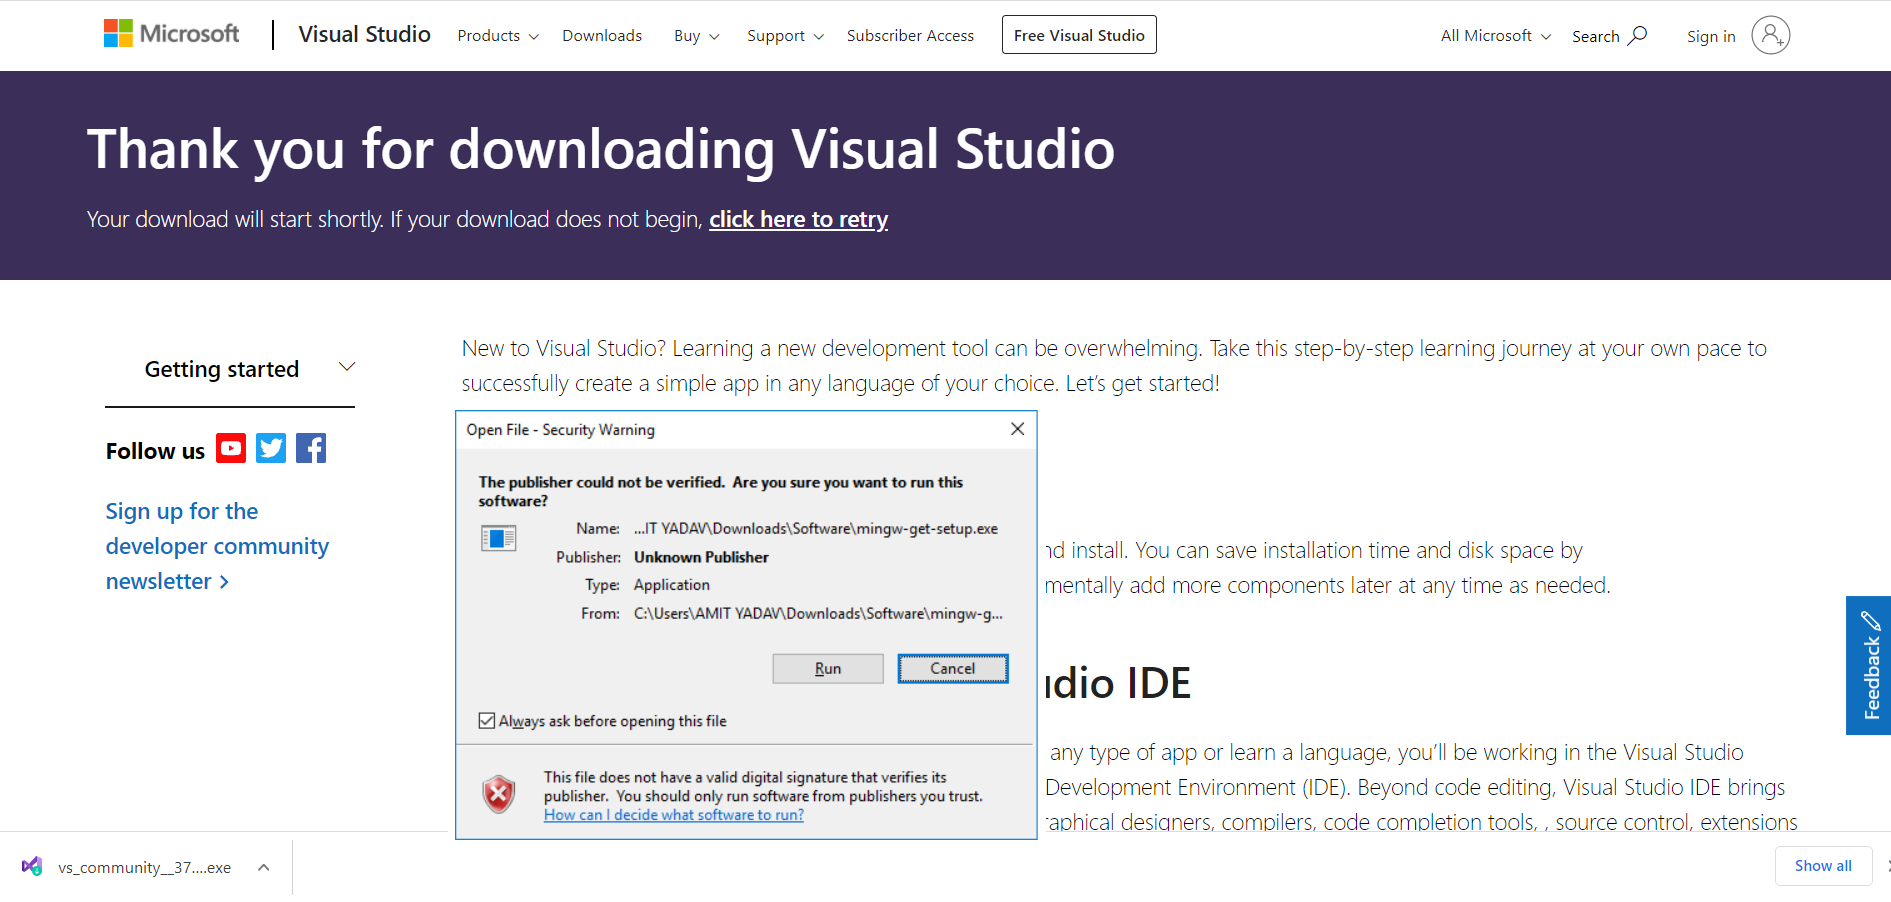 Microsoft
Visual Studio
Products
Downloads
Buy
Support
Subscriber Access
Free Visual Studio
All Microsoft
Search
Sign in
Thank you for downloading Visual Studio
Your download will start shortly. If your download does not begin, click here to retry
Getting started
Follow us
Sign up for the
developer community
newsletter
New to Visual Studio? Learning a new development tool can be overwhelming. Take this step-by-step learning journey at your own pace to
successfully create a simple app in any language of your choice. Let's get started!
Open File - Security Warning
The publisher could not be verified. Are you sure you want to run this
software?
Name: ...IT YADAV\Downloads\Software\mingw-get-setup.exe
Publisher: Unknown Publisher
Type: Application
From: C:\Users\AMIT YADAV\Downloads\Software\mingw-g...
Run
Cancel
Always ask before opening this file
This file does not have a valid digital signature that verifies its
publisher. You should only run software from publishers you trust.
How can I decide what software to run?
nd install. You can save installation time and disk space by
mentally add more components later at any time as needed.
udio IDE
any type of app or learn a language, you'll be working in the Visual Studio
Development Environment (IDE). Beyond code editing, Visual Studio IDE brings
raphical designers, compilers, code completion tools, , source control, extensions
Feedback
vs_community__37....exe
Show all